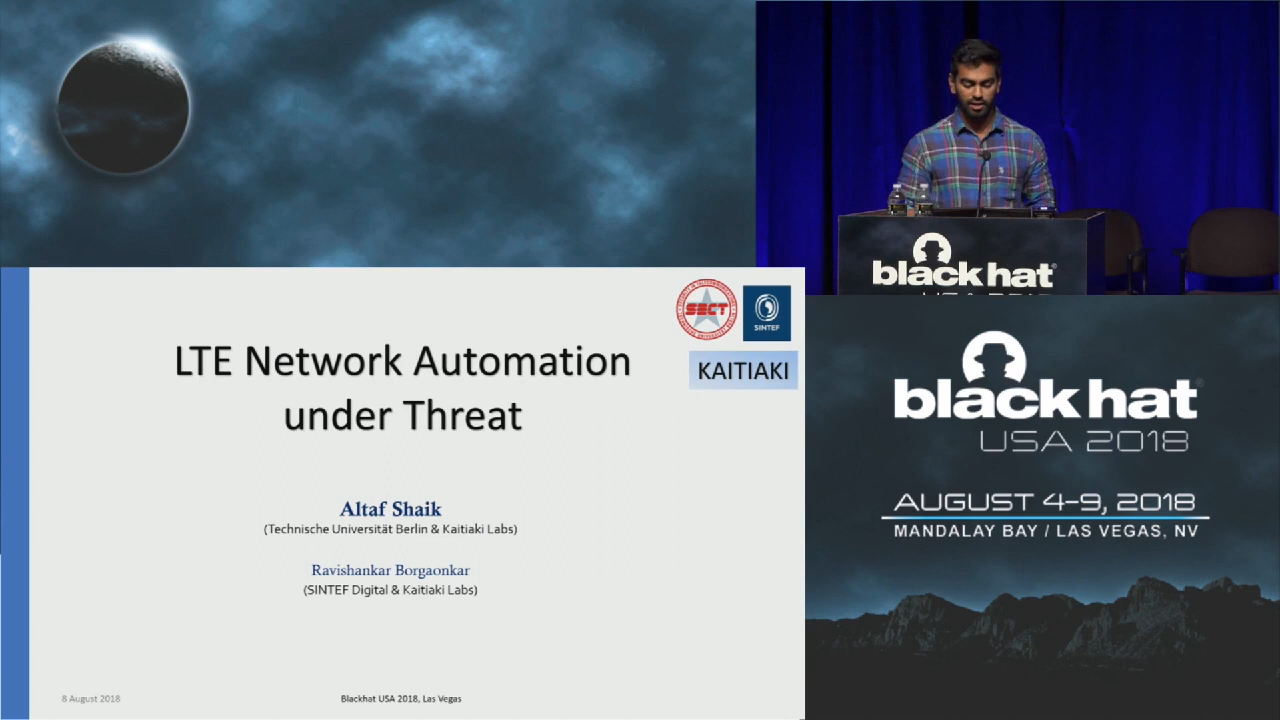 LTE Network Automation
under Threat
SECT
SINTEF
KAITIAKI
Altaf Shaik
(Technische Universität Berlin & Kaitiaki Labs)
Ravishankar Borgaonkar
(SINTEF Digital & Kaitiaki Labs)
8 August 2018
Blackhat USA 2018, Las Vegas
black hat
USA 2018
black hat
USA 2018
AUGUST 4-9, 2018
MANDALAY BAY / LAS VEGAS, NV